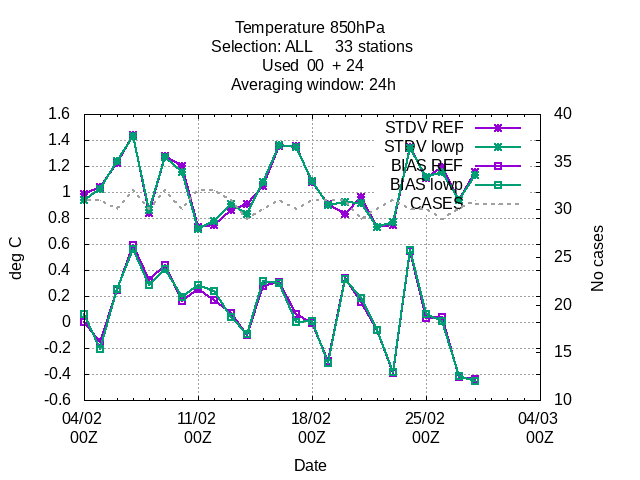 Temperature 850hPa
Selection: ALL     33 stations
Used  00  + 24
Averaging window: 24h
1.6
1.4
1.2
1
0.8
0.6
0.4
0.2
0
-0.2
-0.4
-0.6
deg C
40
35
30
25
20
15
10
No cases
STDV REF
STDV lowp
BIAS REF
BIAS lowp
CASES
04/02 11/02 18/02 25/02 04/03
00Z 00Z 00Z 00Z 00Z
Date